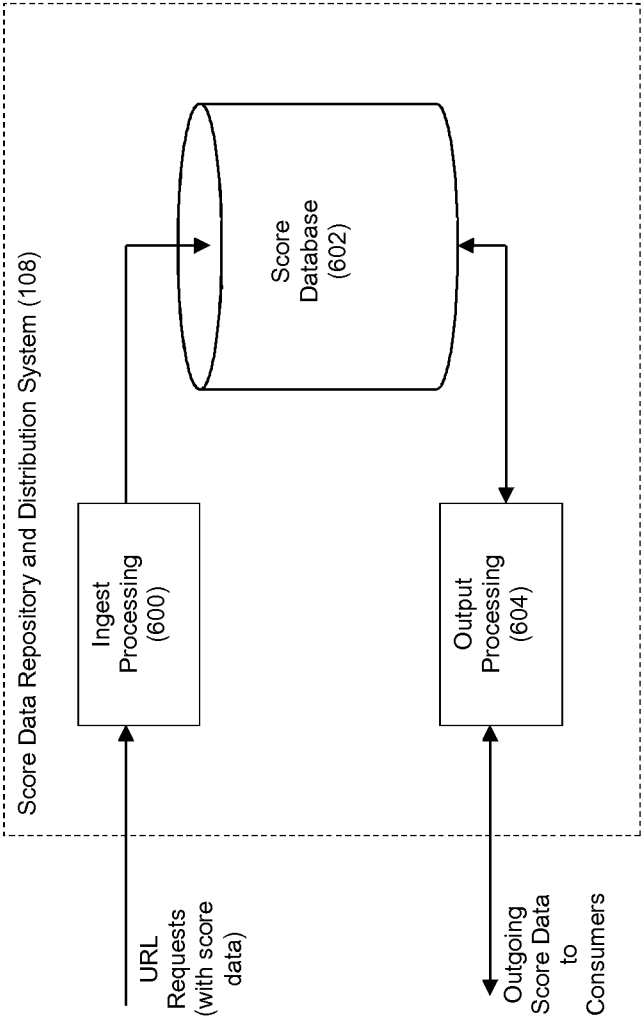 Score Data Repository and Distribution System (108)
URL
Requests
(with score
data)
Ingest
Processing
(600)
Score
Database
(602)
Outgoing
Score Data
to
Consumers
Output
Processing
(604)